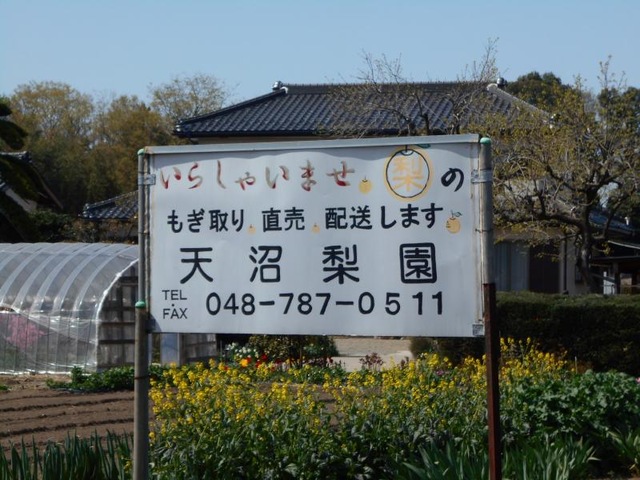 いらしゃいませ 梨の
もぎ取り 直売 配送します
天沼梨園
TEL・FAX 048-787-0511